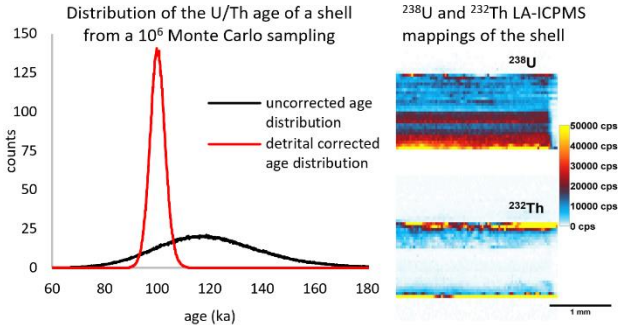 Distribution of the U/Th age of a shell
from a 10⁶ Monte Carlo sampling
150
125
100
75
50
25
0
counts
60
80
100
120
140
160
180
age (ka)
uncorrected age
distribution
detrital corrected
age distribution
²³⁸U and ²³²Th LA-ICPMS
mappings of the shell
²³⁸U
50000 cps
40000 cps
30000 cps
20000 cps
10000 cps
0 cps
²³²Th
1 mm